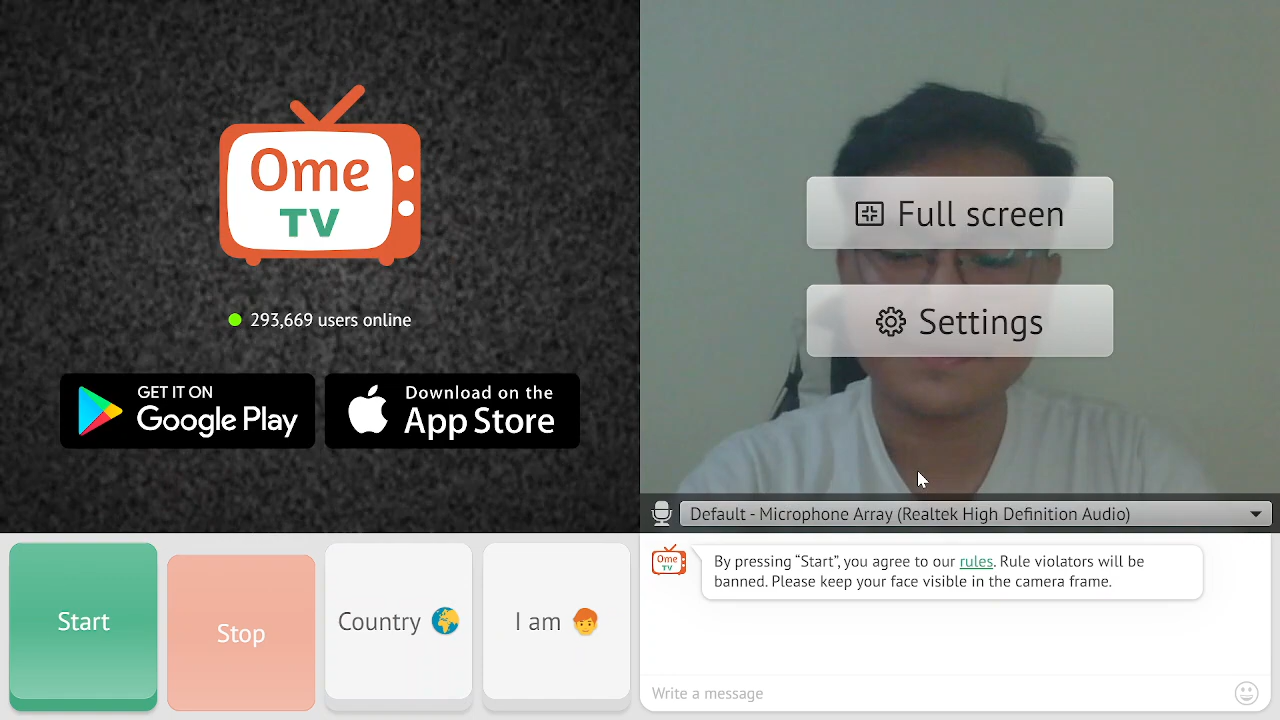 Ome
TV
293,669 users online
GET IT ON
Google Play
Download on the
App Store
Full screen
Settings
Default - Microphone Array (Realtek High Definition Audio)
Start
Stop
Country
I am
Ome
TV
By pressing “Start”, you agree to our rules. Rule violators will be
banned. Please keep your face visible in the camera frame.
Write a message